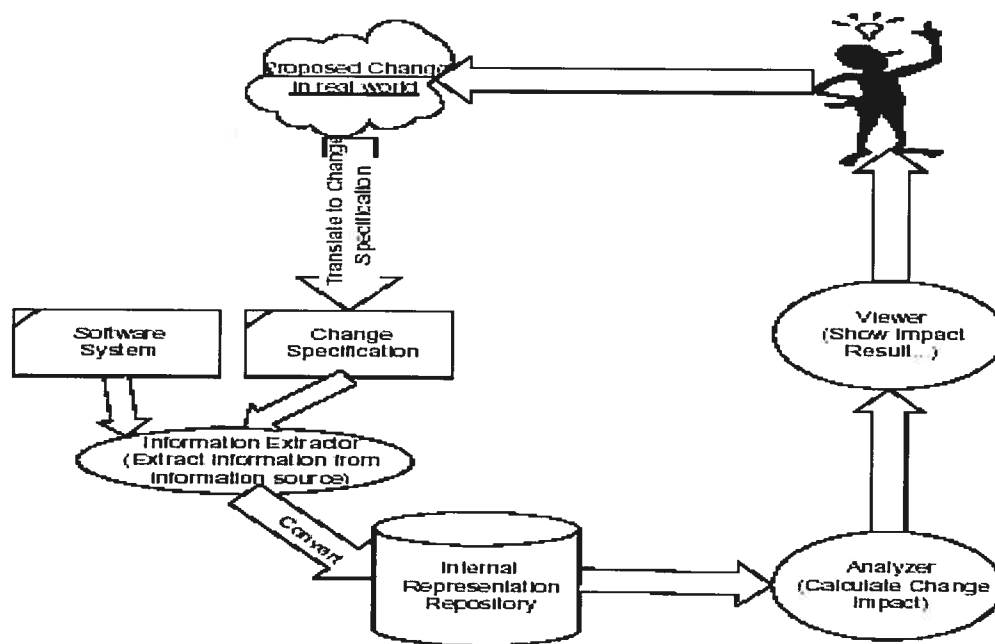 Proposed Change
in real world
Translate to Change
Specification
Software
System
Change
Specification
Information Extractor
(Extract information from
information source)
Convert
Internal
Representation
Repository
Analyzer
(Calculate Change
Impact)
Viewer
(Show Impact
Result...)